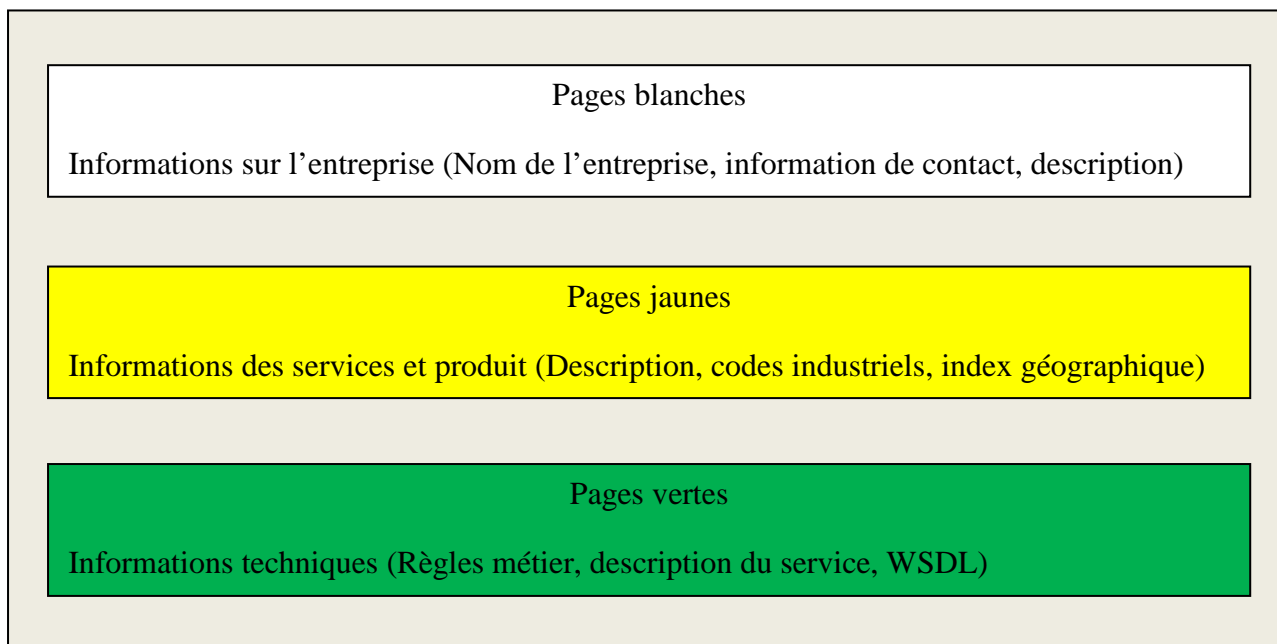 Pages blanches
Informations sur l’entreprise (Nom de l’entreprise, information de contact, description)
Pages jaunes
Informations des services et produit (Description, codes industriels, index géographique)
Pages vertes
Informations techniques (Règles métier, description du service, WSDL)